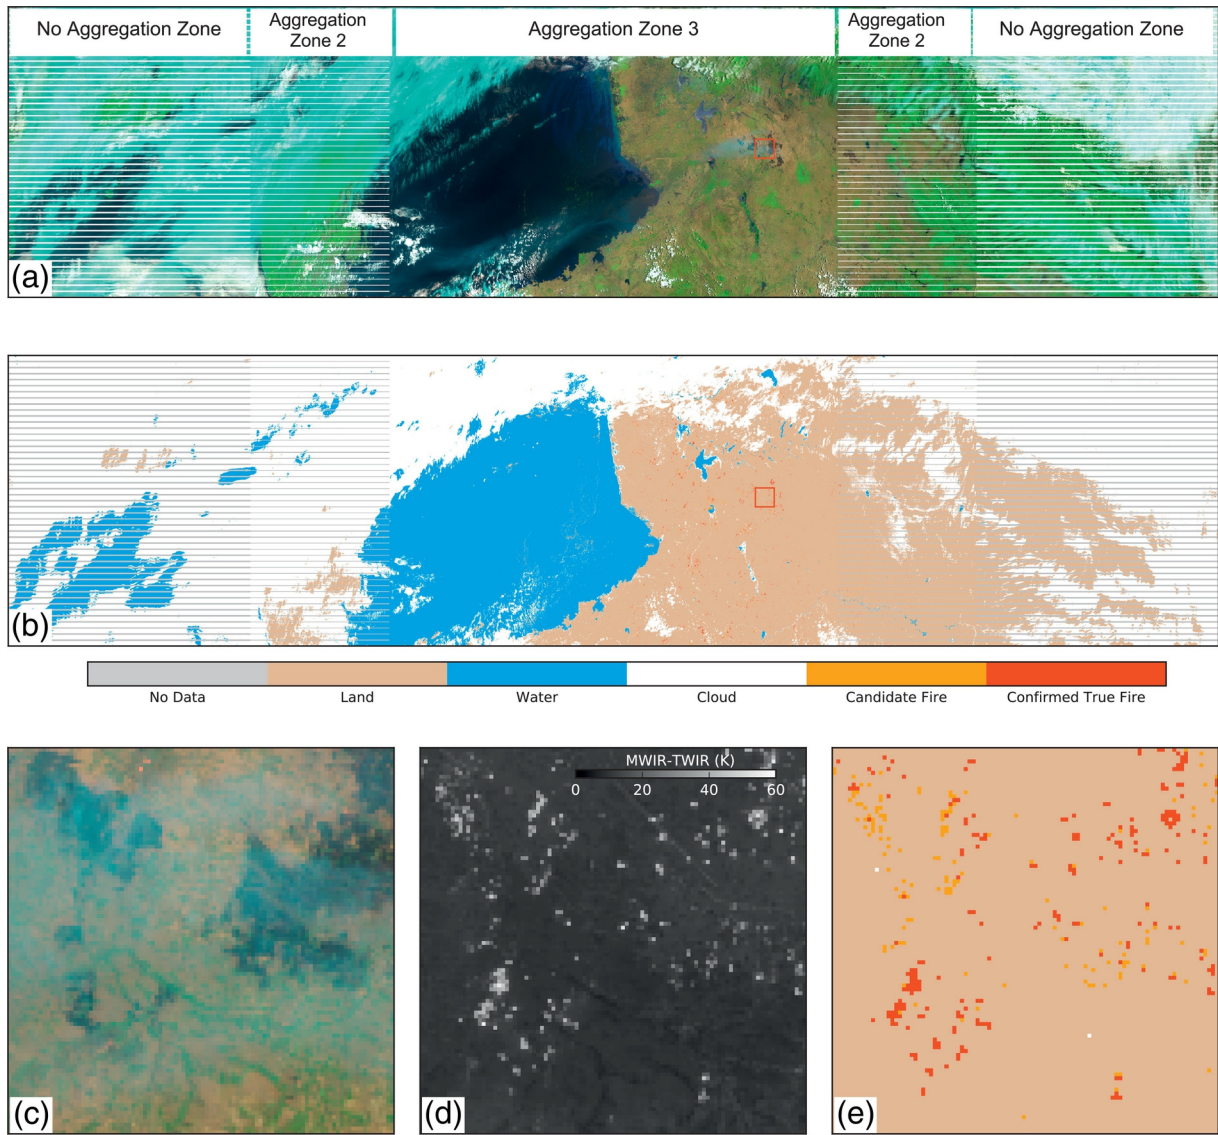 No Aggregation Zone
Aggregation
Zone 2
Aggregation Zone 3
Aggregation
Zone 2
No Aggregation Zone
(a)
(b)
No Data
Land
Water
Cloud
Candidate Fire
Confirmed True Fire
MWIR-TWIR (K)
0 20 40 60
(c)
(d)
(e)